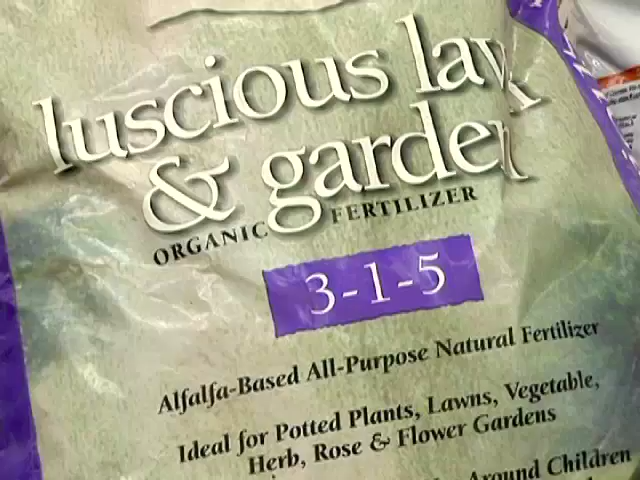 luscious law
& garden
ORGANIC FERTILIZER
3-1-5
Alfalfa-Based All-Purpose Natural Fertilizer
Ideal for Potted Plants, Lawns, Vegetable,
Herb, Rose & Flower Gardens
Around Children